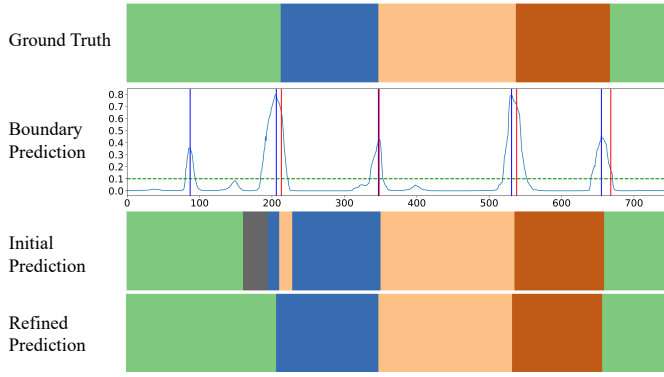 Ground Truth
Boundary
Prediction
0.8
0.7
0.6
0.5
0.4
0.3
0.2
0.1
0.0
0 100 200 300 400 500 600 700
Initial
Prediction
Refined
Prediction